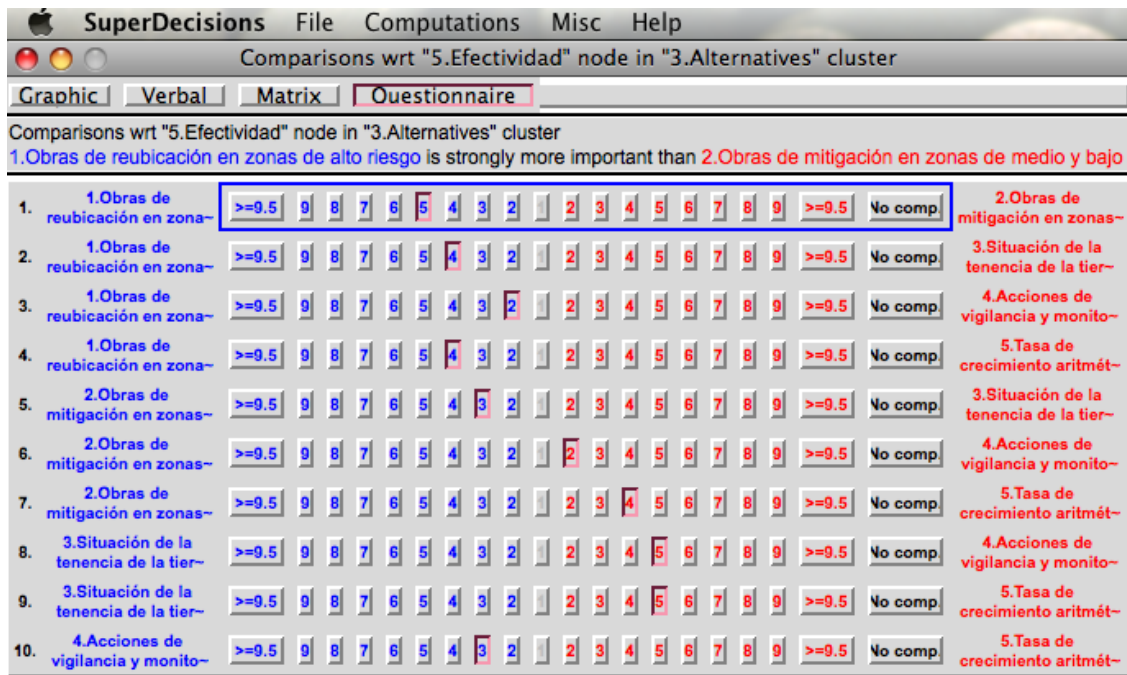 SuperDecisions File Computations Misc Help
Comparisons wrt "5.Efectividad" node in "3.Alternatives" cluster
Graphic Verbal Matrix Questionnaire
Comparisons wrt "5.Efectividad" node in "3.Alternatives" cluster
1.Obras de reubicación en zonas de alto riesgo is strongly more important than 2.Obras de mitigación en zonas de medio y bajo
1. 1.Obras de reubicación en zona~ >=9.5 9 8 7 6 5 4 3 2 1 2 3 4 5 6 7 8 9 >=9.5 No comp. 2.Obras de mitigación en zonas~
2. 1.Obras de reubicación en zona~ >=9.5 9 8 7 6 5 4 3 2 1 2 3 4 5 6 7 8 9 >=9.5 No comp. 3.Situación de la tenencia de la tier~
3. 1.Obras de reubicación en zona~ >=9.5 9 8 7 6 5 4 3 2 1 2 3 4 5 6 7 8 9 >=9.5 No comp. 4.Acciones de vigilancia y monito~
4. 1.Obras de reubicación en zona~ >=9.5 9 8 7 6 5 4 3 2 1 2 3 4 5 6 7 8 9 >=9.5 No comp. 5.Tasa de crecimiento aritmét~
5. 2.Obras de mitigación en zonas~ >=9.5 9 8 7 6 5 4 3 2 1 2 3 4 5 6 7 8 9 >=9.5 No comp. 3.Situación de la tenencia de la tier~
6. 2.Obras de mitigación en zonas~ >=9.5 9 8 7 6 5 4 3 2 1 2 3 4 5 6 7 8 9 >=9.5 No comp. 4.Acciones de vigilancia y monito~
7. 2.Obras de mitigación en zonas~ >=9.5 9 8 7 6 5 4 3 2 1 2 3 4 5 6 7 8 9 >=9.5 No comp. 5.Tasa de crecimiento aritmét~
8. 3.Situación de la tenencia de la tier~ >=9.5 9 8 7 6 5 4 3 2 1 2 3 4 5 6 7 8 9 >=9.5 No comp. 4.Acciones de vigilancia y monito~
9. 3.Situación de la tenencia de la tier~ >=9.5 9 8 7 6 5 4 3 2 1 2 3 4 5 6 7 8 9 >=9.5 No comp. 5.Tasa de crecimiento aritmét~
10. 4.Acciones de vigilancia y monito~ >=9.5 9 8 7 6 5 4 3 2 1 2 3 4 5 6 7 8 9 >=9.5 No comp. 5.Tasa de crecimiento aritmét~